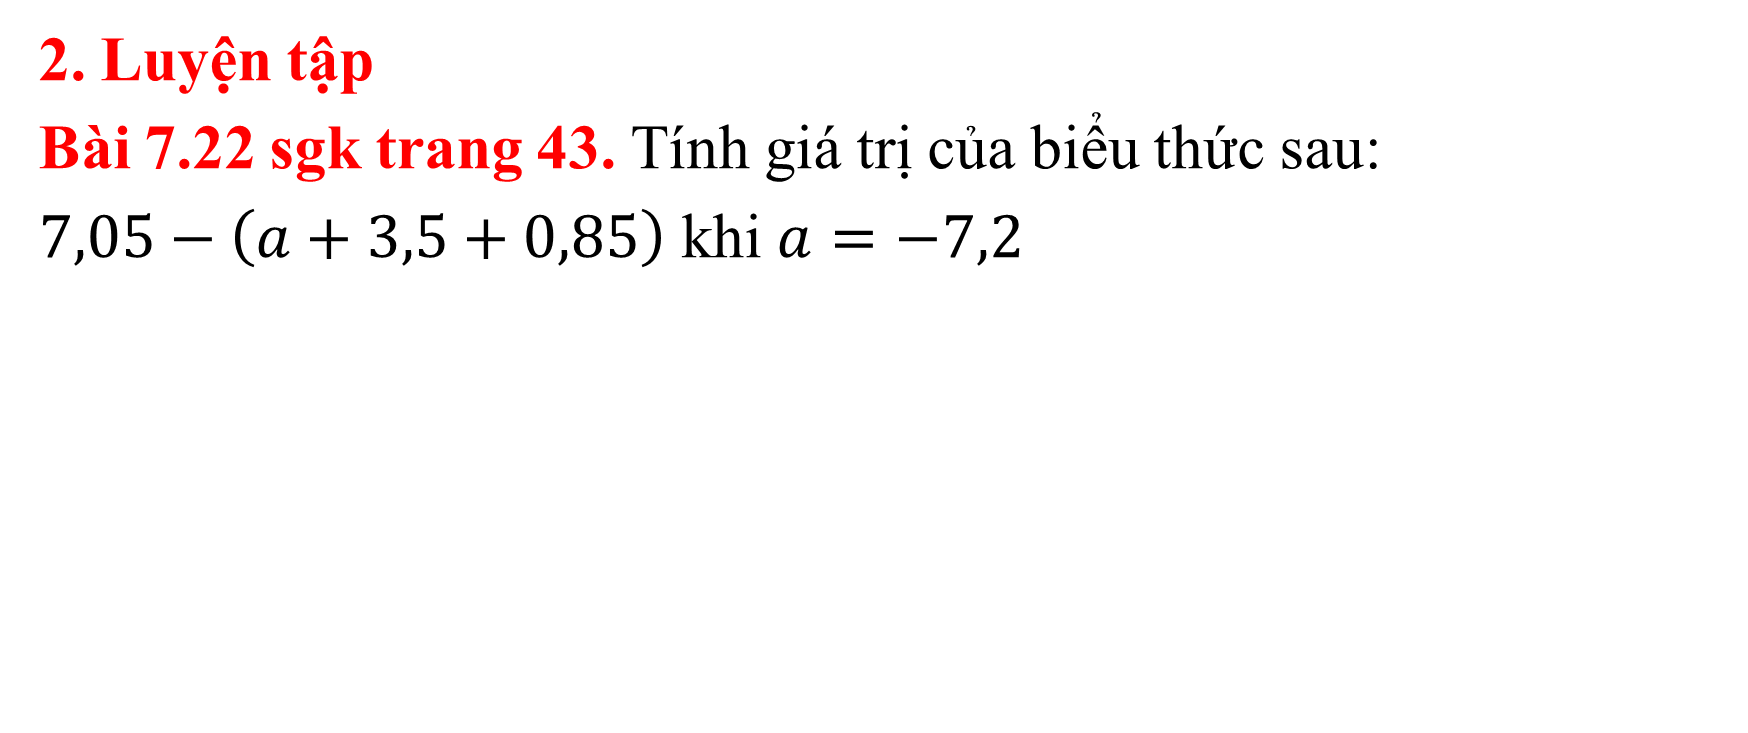 2. Luyện tập
Bài 7.22 sgk trang 43. Tính giá trị của biểu thức sau:
7,05 − (a + 3,5 + 0,85) khi a = −7,2